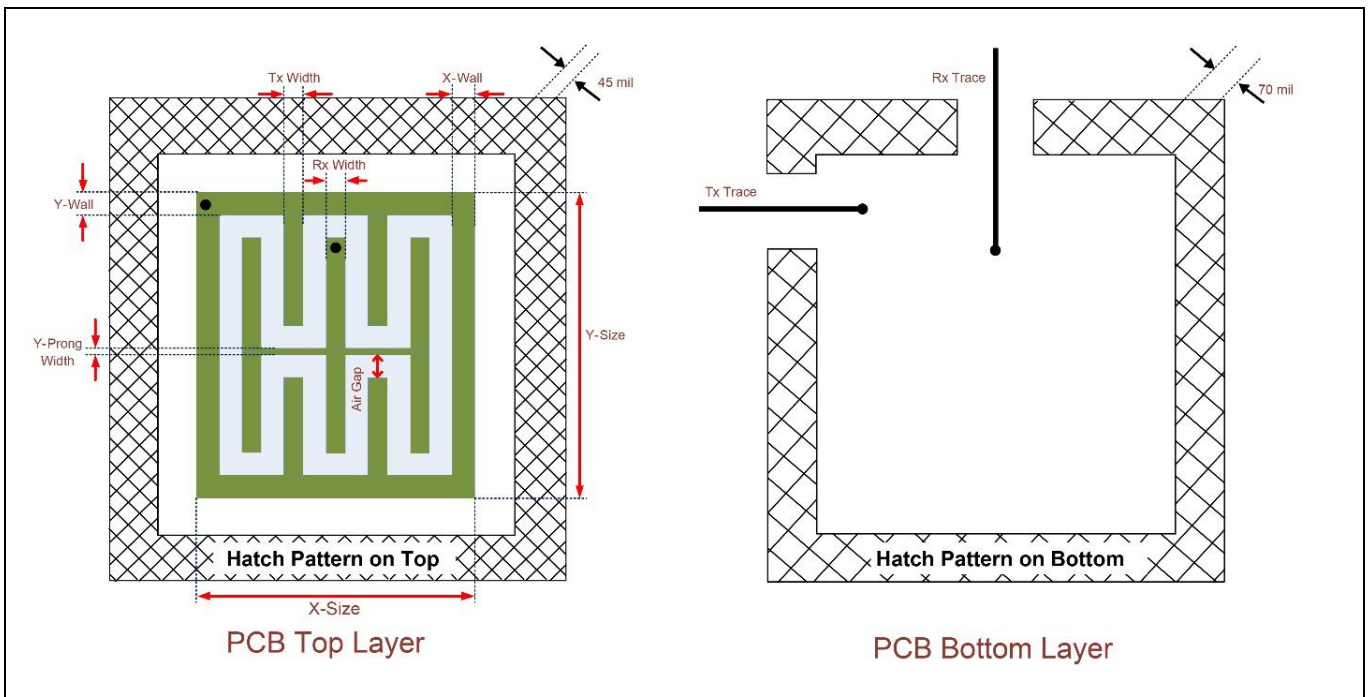 Tx Width
X-Wall
45 mil
Rx Width
Y-Wall
Y-Prong
Width
Air Gap
Y-Size
Hatch Pattern on Top
X-Size
PCB Top Layer
Rx Trace
70 mil
Tx Trace
Hatch Pattern on Bottom
PCB Bottom Layer